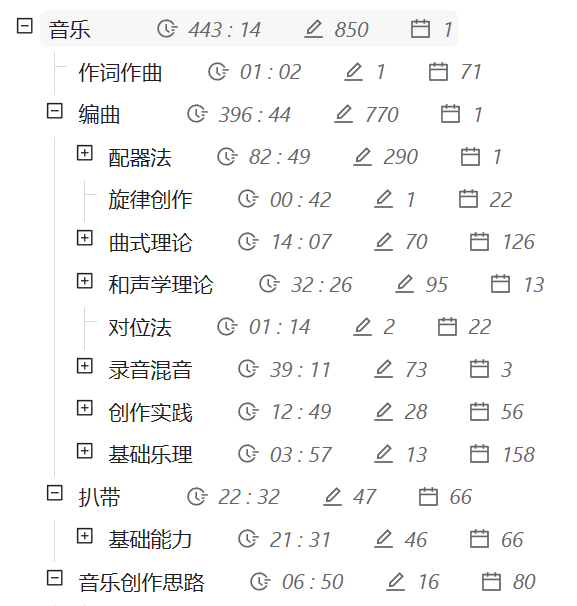 音乐 443 : 14 850 1
作词作曲 01 : 02 1 71
编曲 396 : 44 770 1
配器法 82 : 49 290 1
旋律创作 00 : 42 1 22
曲式理论 14 : 07 70 126
和声学理论 32 : 26 95 13
对位法 01 : 14 2 22
录音混音 39 : 11 73 3
创作实践 12 : 49 28 56
基础乐理 03 : 57 13 158
扒带 22 : 32 47 66
基础能力 21 : 31 46 66
音乐创作思路 06 : 50 16 80